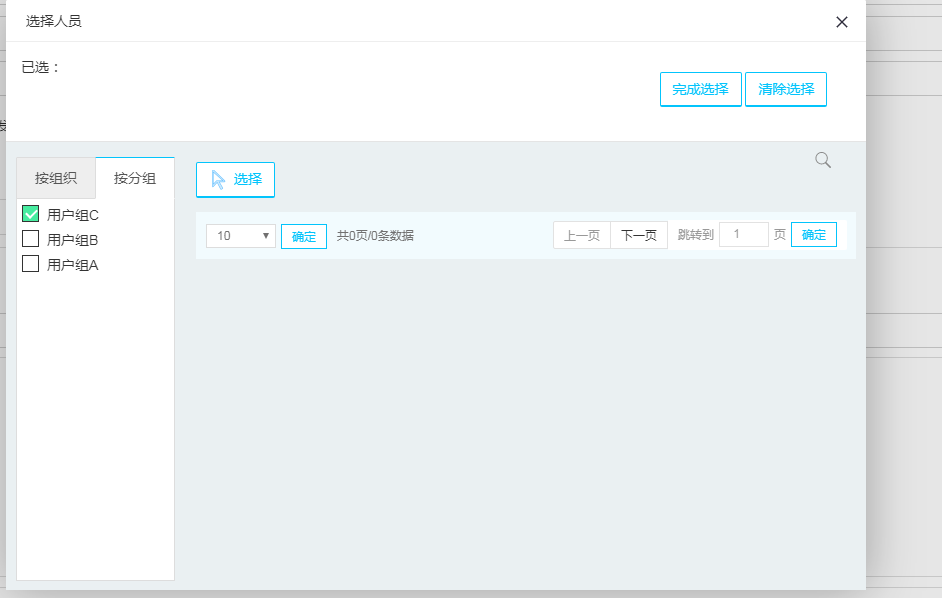 选择人员
已选：
完成选择 清除选择
按组织 按分组
选择
用户组C
用户组B
用户组A
10 确定 共0页/0条数据 上一页 下一页 跳转到 1 页 确定